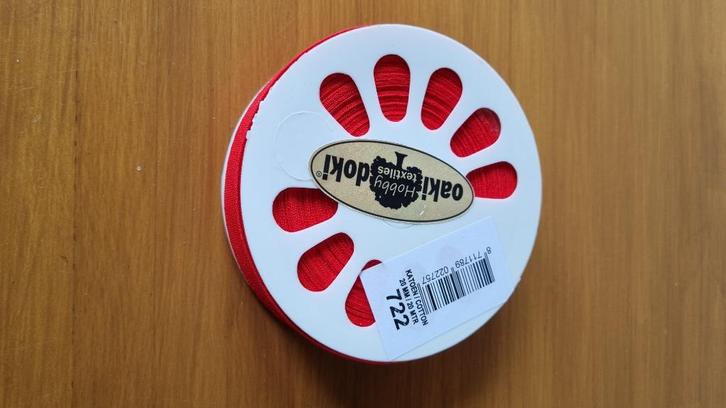 oaki doki®
Hobby
textiles
8 711789 022757
KATOEN / COTTON
20 MM / 20 MTR
722